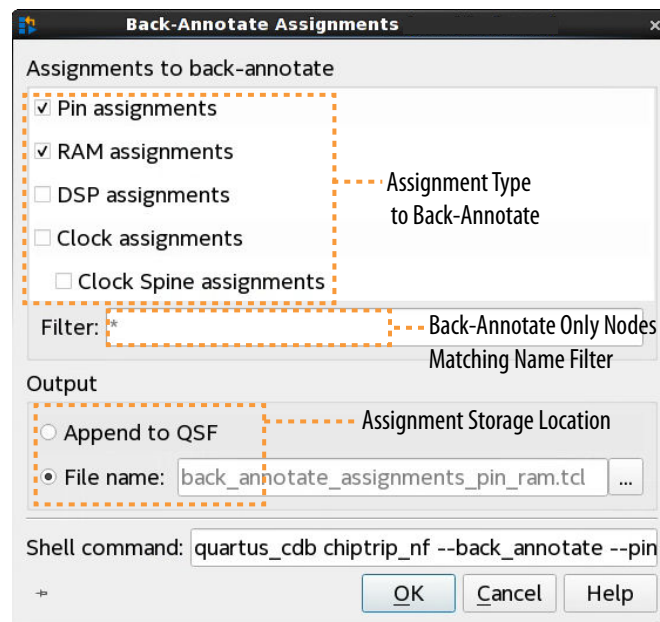 Back-Annotate Assignments
Assignments to back-annotate
Pin assignments
RAM assignments
DSP assignments
Clock assignments
Clock Spine assignments
Assignment Type
to Back-Annotate
Filter: *
Back-Annotate Only Nodes
Matching Name Filter
Output
Append to QSF
Assignment Storage Location
File name: back_annotate_assignments_pin_ram.tcl ...
Shell command: quartus_cdb chiptrip_nf --back_annotate --pin
OK Cancel Help